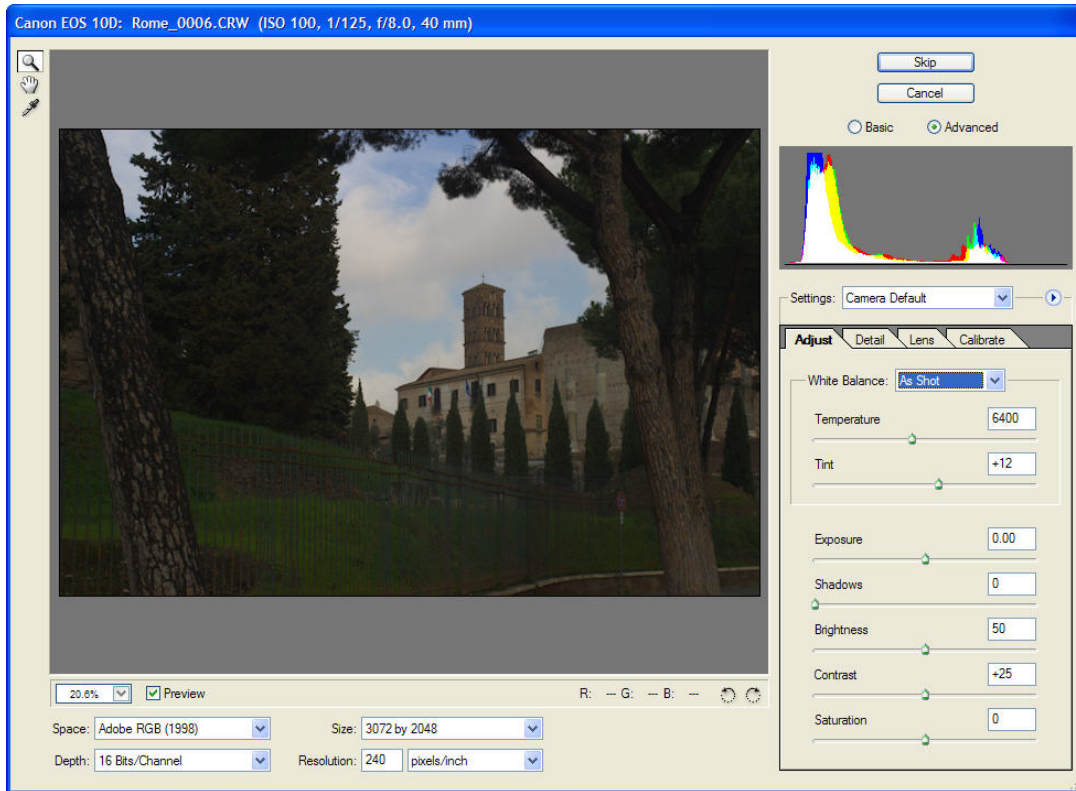 Canon EOS 10D: Rome_0006.CRW (ISO 100, 1/125, f/8.0, 40 mm)
Skip
Cancel
Basic Advanced
Settings: Camera Default
Adjust Detail Lens Calibrate
White Balance: As Shot
Temperature 6400
Tint +12
Exposure 0.00
Shadows 0
Brightness 50
Contrast +25
Saturation 0
20.6% Preview R: --- G: --- B: ---
Space: Adobe RGB (1998) Size: 3072 by 2048
Depth: 16 Bits/Channel Resolution: 240 pixels/inch